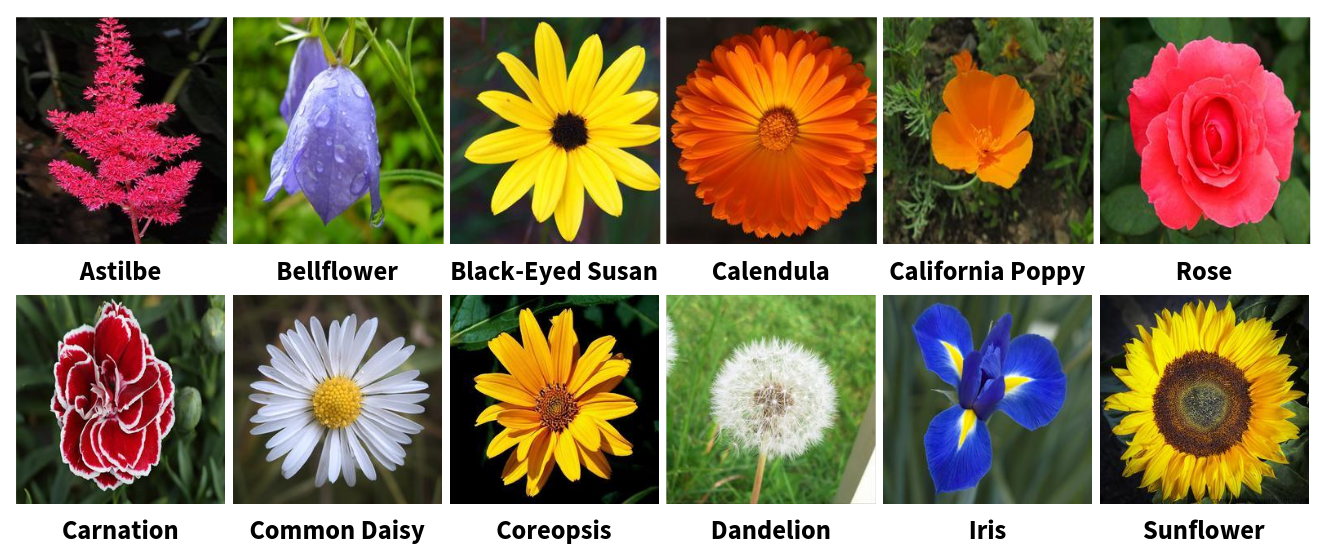 Astilbe
Bellflower
Black-Eyed Susan
Calendula
California Poppy
Rose
Carnation
Common Daisy
Coreopsis
Dandelion
Iris
Sunflower